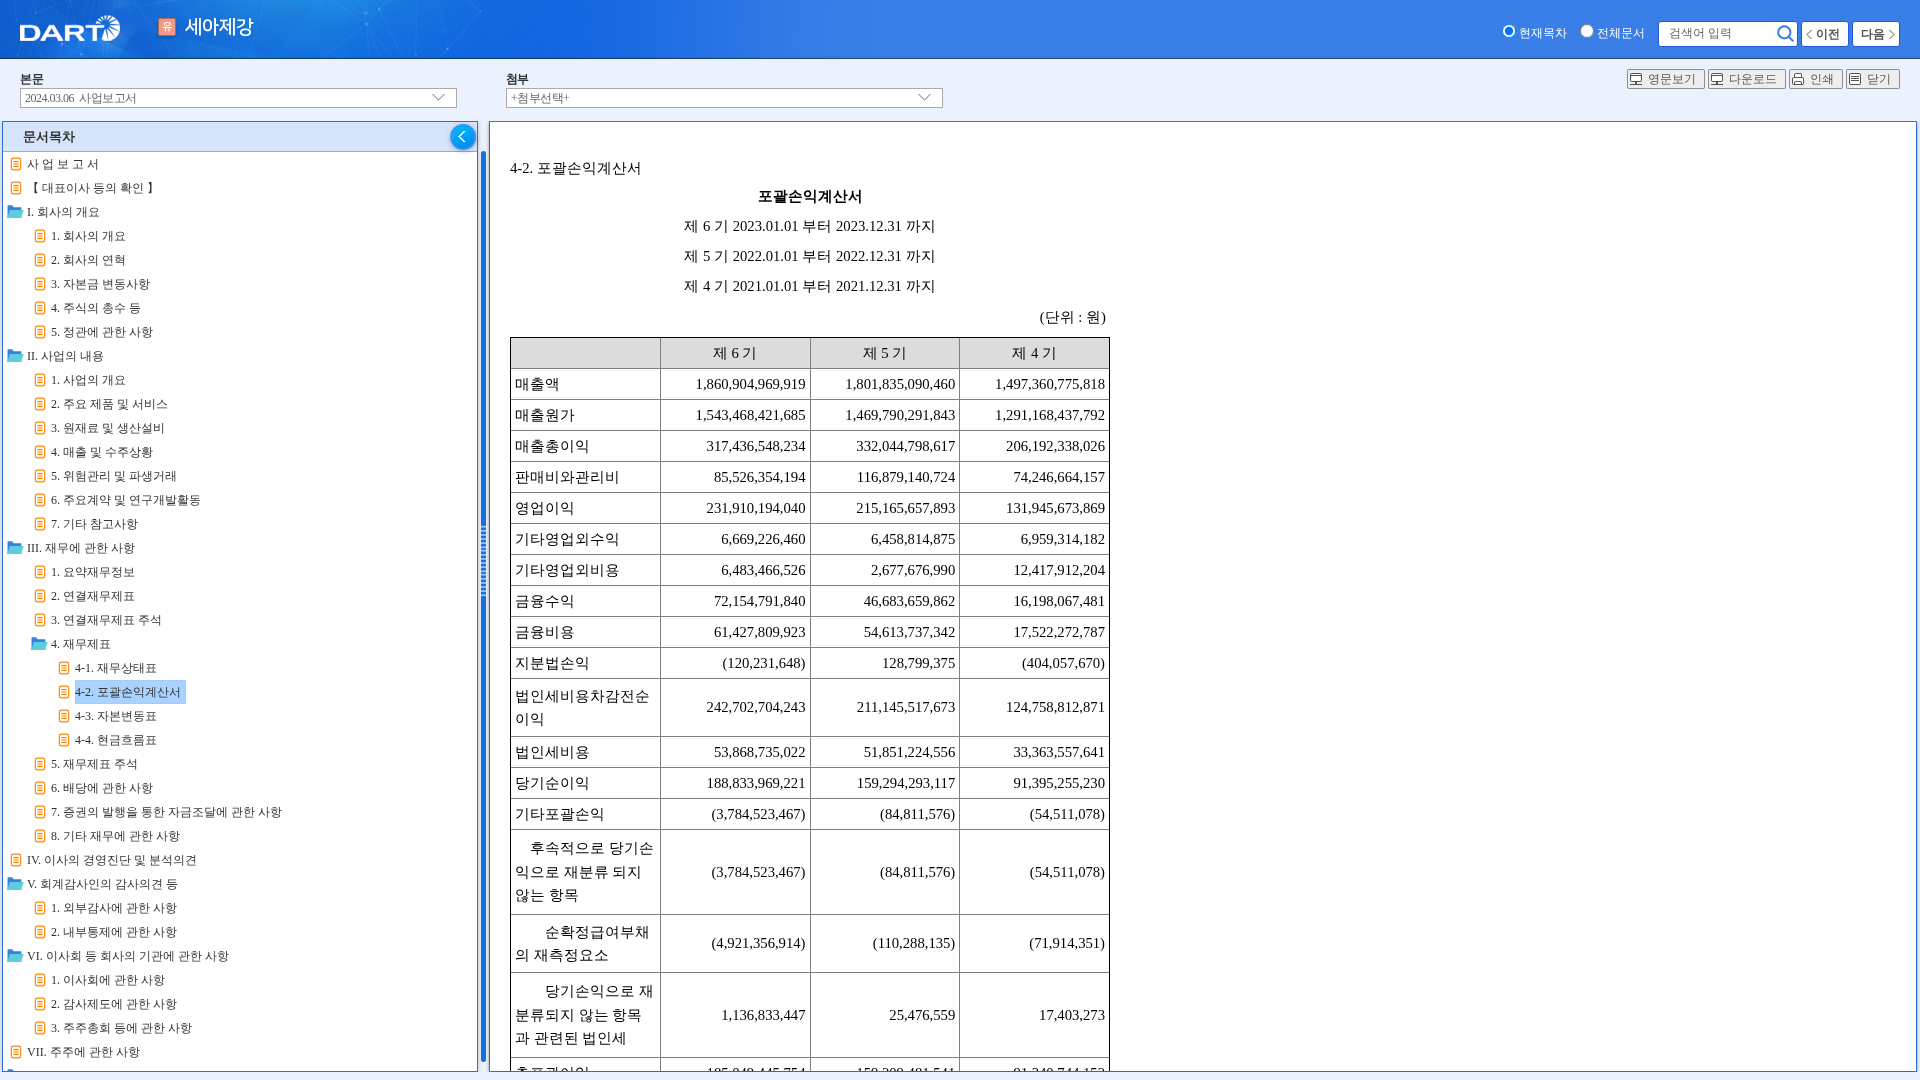 DART
유 세아제강
현재목차 전체문서 검색어 입력 이전 다음
본문
2024.03.06 사업보고서
첨부
+첨부선택+
영문보기 다운로드 인쇄 닫기
문서목차
사 업 보 고 서
【 대표이사 등의 확인 】
I. 회사의 개요
1. 회사의 개요
2. 회사의 연혁
3. 자본금 변동사항
4. 주식의 총수 등
5. 정관에 관한 사항
II. 사업의 내용
1. 사업의 개요
2. 주요 제품 및 서비스
3. 원재료 및 생산설비
4. 매출 및 수주상황
5. 위험관리 및 파생거래
6. 주요계약 및 연구개발활동
7. 기타 참고사항
III. 재무에 관한 사항
1. 요약재무정보
2. 연결재무제표
3. 연결재무제표 주석
4. 재무제표
4-1. 재무상태표
4-2. 포괄손익계산서
4-3. 자본변동표
4-4. 현금흐름표
5. 재무제표 주석
6. 배당에 관한 사항
7. 증권의 발행을 통한 자금조달에 관한 사항
8. 기타 재무에 관한 사항
IV. 이사의 경영진단 및 분석의견
V. 회계감사인의 감사의견 등
1. 외부감사에 관한 사항
2. 내부통제에 관한 사항
VI. 이사회 등 회사의 기관에 관한 사항
1. 이사회에 관한 사항
2. 감사제도에 관한 사항
3. 주주총회 등에 관한 사항
VII. 주주에 관한 사항
4-2. 포괄손익계산서
포괄손익계산서
제 6 기 2023.01.01 부터 2023.12.31 까지
제 5 기 2022.01.01 부터 2022.12.31 까지
제 4 기 2021.01.01 부터 2021.12.31 까지
(단위 : 원)
제 6 기 제 5 기 제 4 기
매출액 1,860,904,969,919 1,801,835,090,460 1,497,360,775,818
매출원가 1,543,468,421,685 1,469,790,291,843 1,291,168,437,792
매출총이익 317,436,548,234 332,044,798,617 206,192,338,026
판매비와관리비 85,526,354,194 116,879,140,724 74,246,664,157
영업이익 231,910,194,040 215,165,657,893 131,945,673,869
기타영업외수익 6,669,226,460 6,458,814,875 6,959,314,182
기타영업외비용 6,483,466,526 2,677,676,990 12,417,912,204
금융수익 72,154,791,840 46,683,659,862 16,198,067,481
금융비용 61,427,809,923 54,613,737,342 17,522,272,787
지분법손익 (120,231,648) 128,799,375 (404,057,670)
법인세비용차감전순
이익 242,702,704,243 211,145,517,673 124,758,812,871
법인세비용 53,868,735,022 51,851,224,556 33,363,557,641
당기순이익 188,833,969,221 159,294,293,117 91,395,255,230
기타포괄손익 (3,784,523,467) (84,811,576) (54,511,078)
후속적으로 당기손
익으로 재분류 되지 (3,784,523,467) (84,811,576) (54,511,078)
않는 항목
순확정급여부채
의 재측정요소 (4,921,356,914) (110,288,135) (71,914,351)
당기손익으로 재
분류되지 않는 항목 1,136,833,447 25,476,559 17,403,273
과 관련된 법인세
총포괄이익 185,049,445,754 159,209,481,541 91,340,744,152